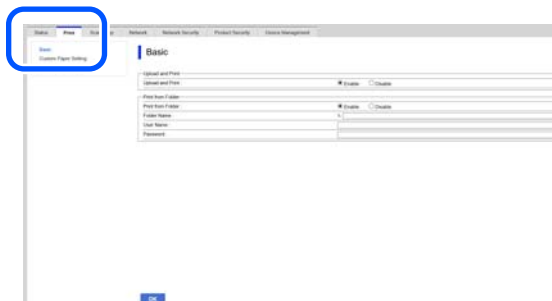 Status Print Network Network Security Product Security Device Management
Basic
Custom Paper Setting
Basic
Upload and Print
Upload and Print Enable Disable
Print from Folder
Print from Folder Enable Disable
Folder Name
User Name
Password
OK